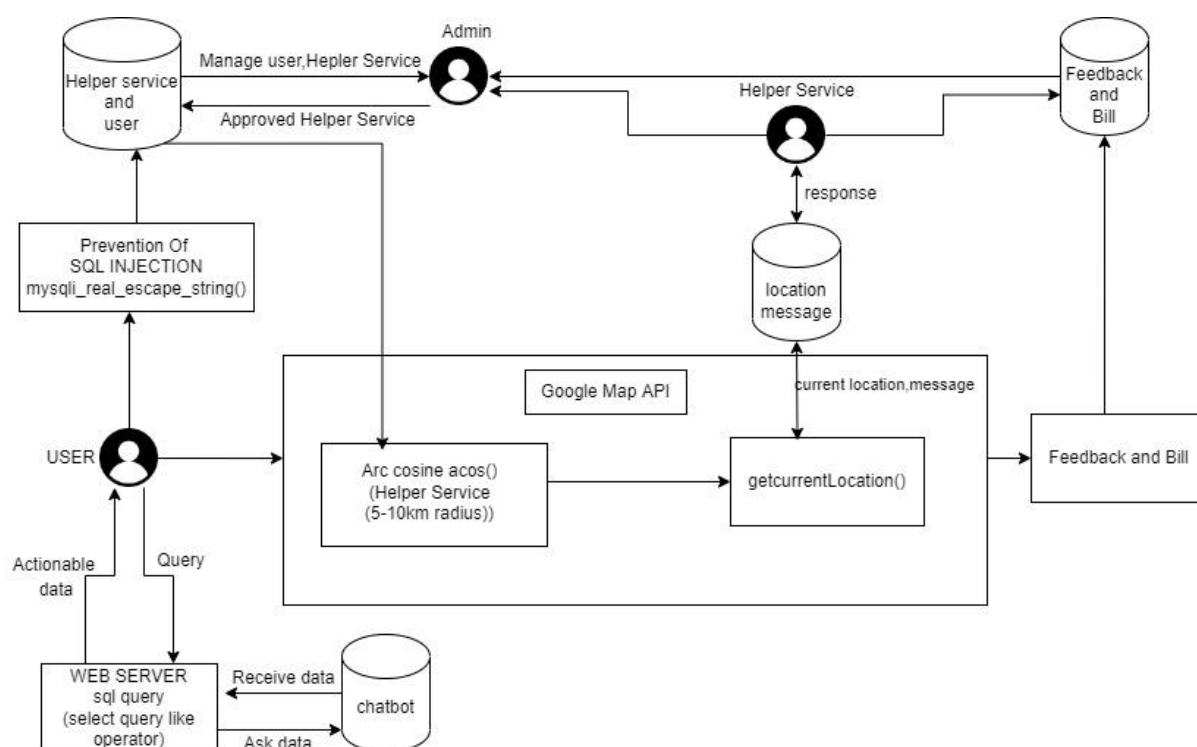 Admin
Helper service
and
user
Manage user,Hepler Service
Approved Helper Service
Helper Service
Feedback
and
Bill
response
Prevention Of
SQL INJECTION
mysqli_real_escape_string()
location
message
Google Map API
current location,message
USER
Arc cosine acos()
(Helper Service
(5-10km radius))
getcurrentLocation()
Feedback and Bill
Actionable
data
Query
WEB SERVER
sql query
(select query like
operator)
Receive data
chatbot
Ask data